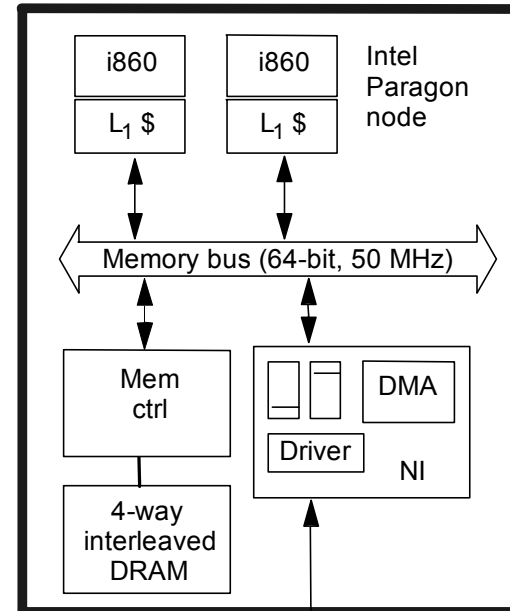 i860
i860
Intel
Paragon
node
L1 $
L1 $
Memory bus (64-bit, 50 MHz)
Mem
ctrl
DMA
Driver
NI
4-way
interleaved
DRAM